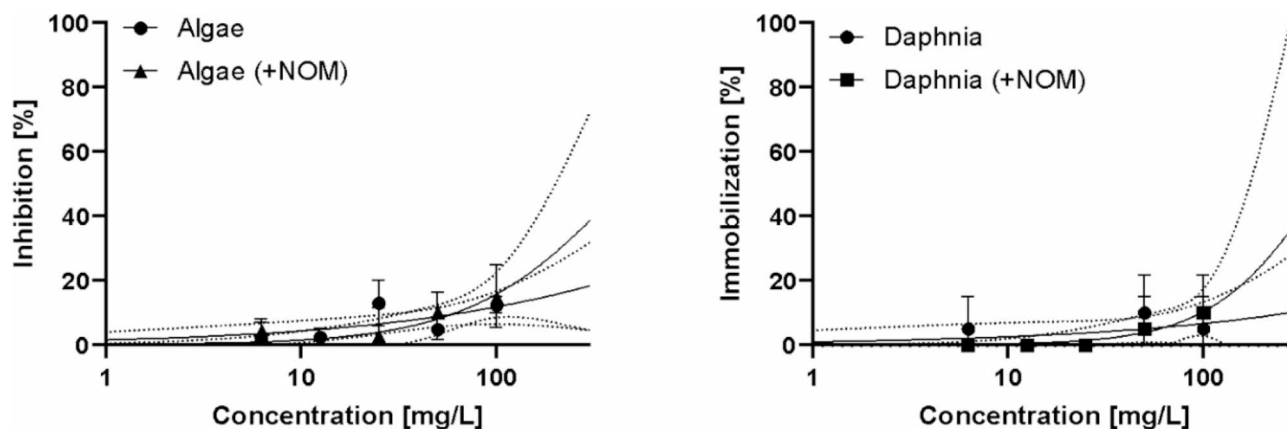 100
80
60
40
20
0
Inhibition [%]
Algae
Algae (+NOM)
1
10
100
Concentration [mg/L]
100
80
60
40
20
0
Immobilization [%]
Daphnia
Daphnia (+NOM)
1
10
100
Concentration [mg/L]